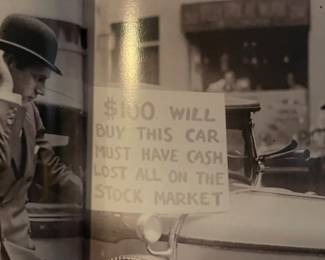 $100 WILL
BUY THIS CAR
MUST HAVE CASH
LOST ALL ON THE
STOCK MARKET